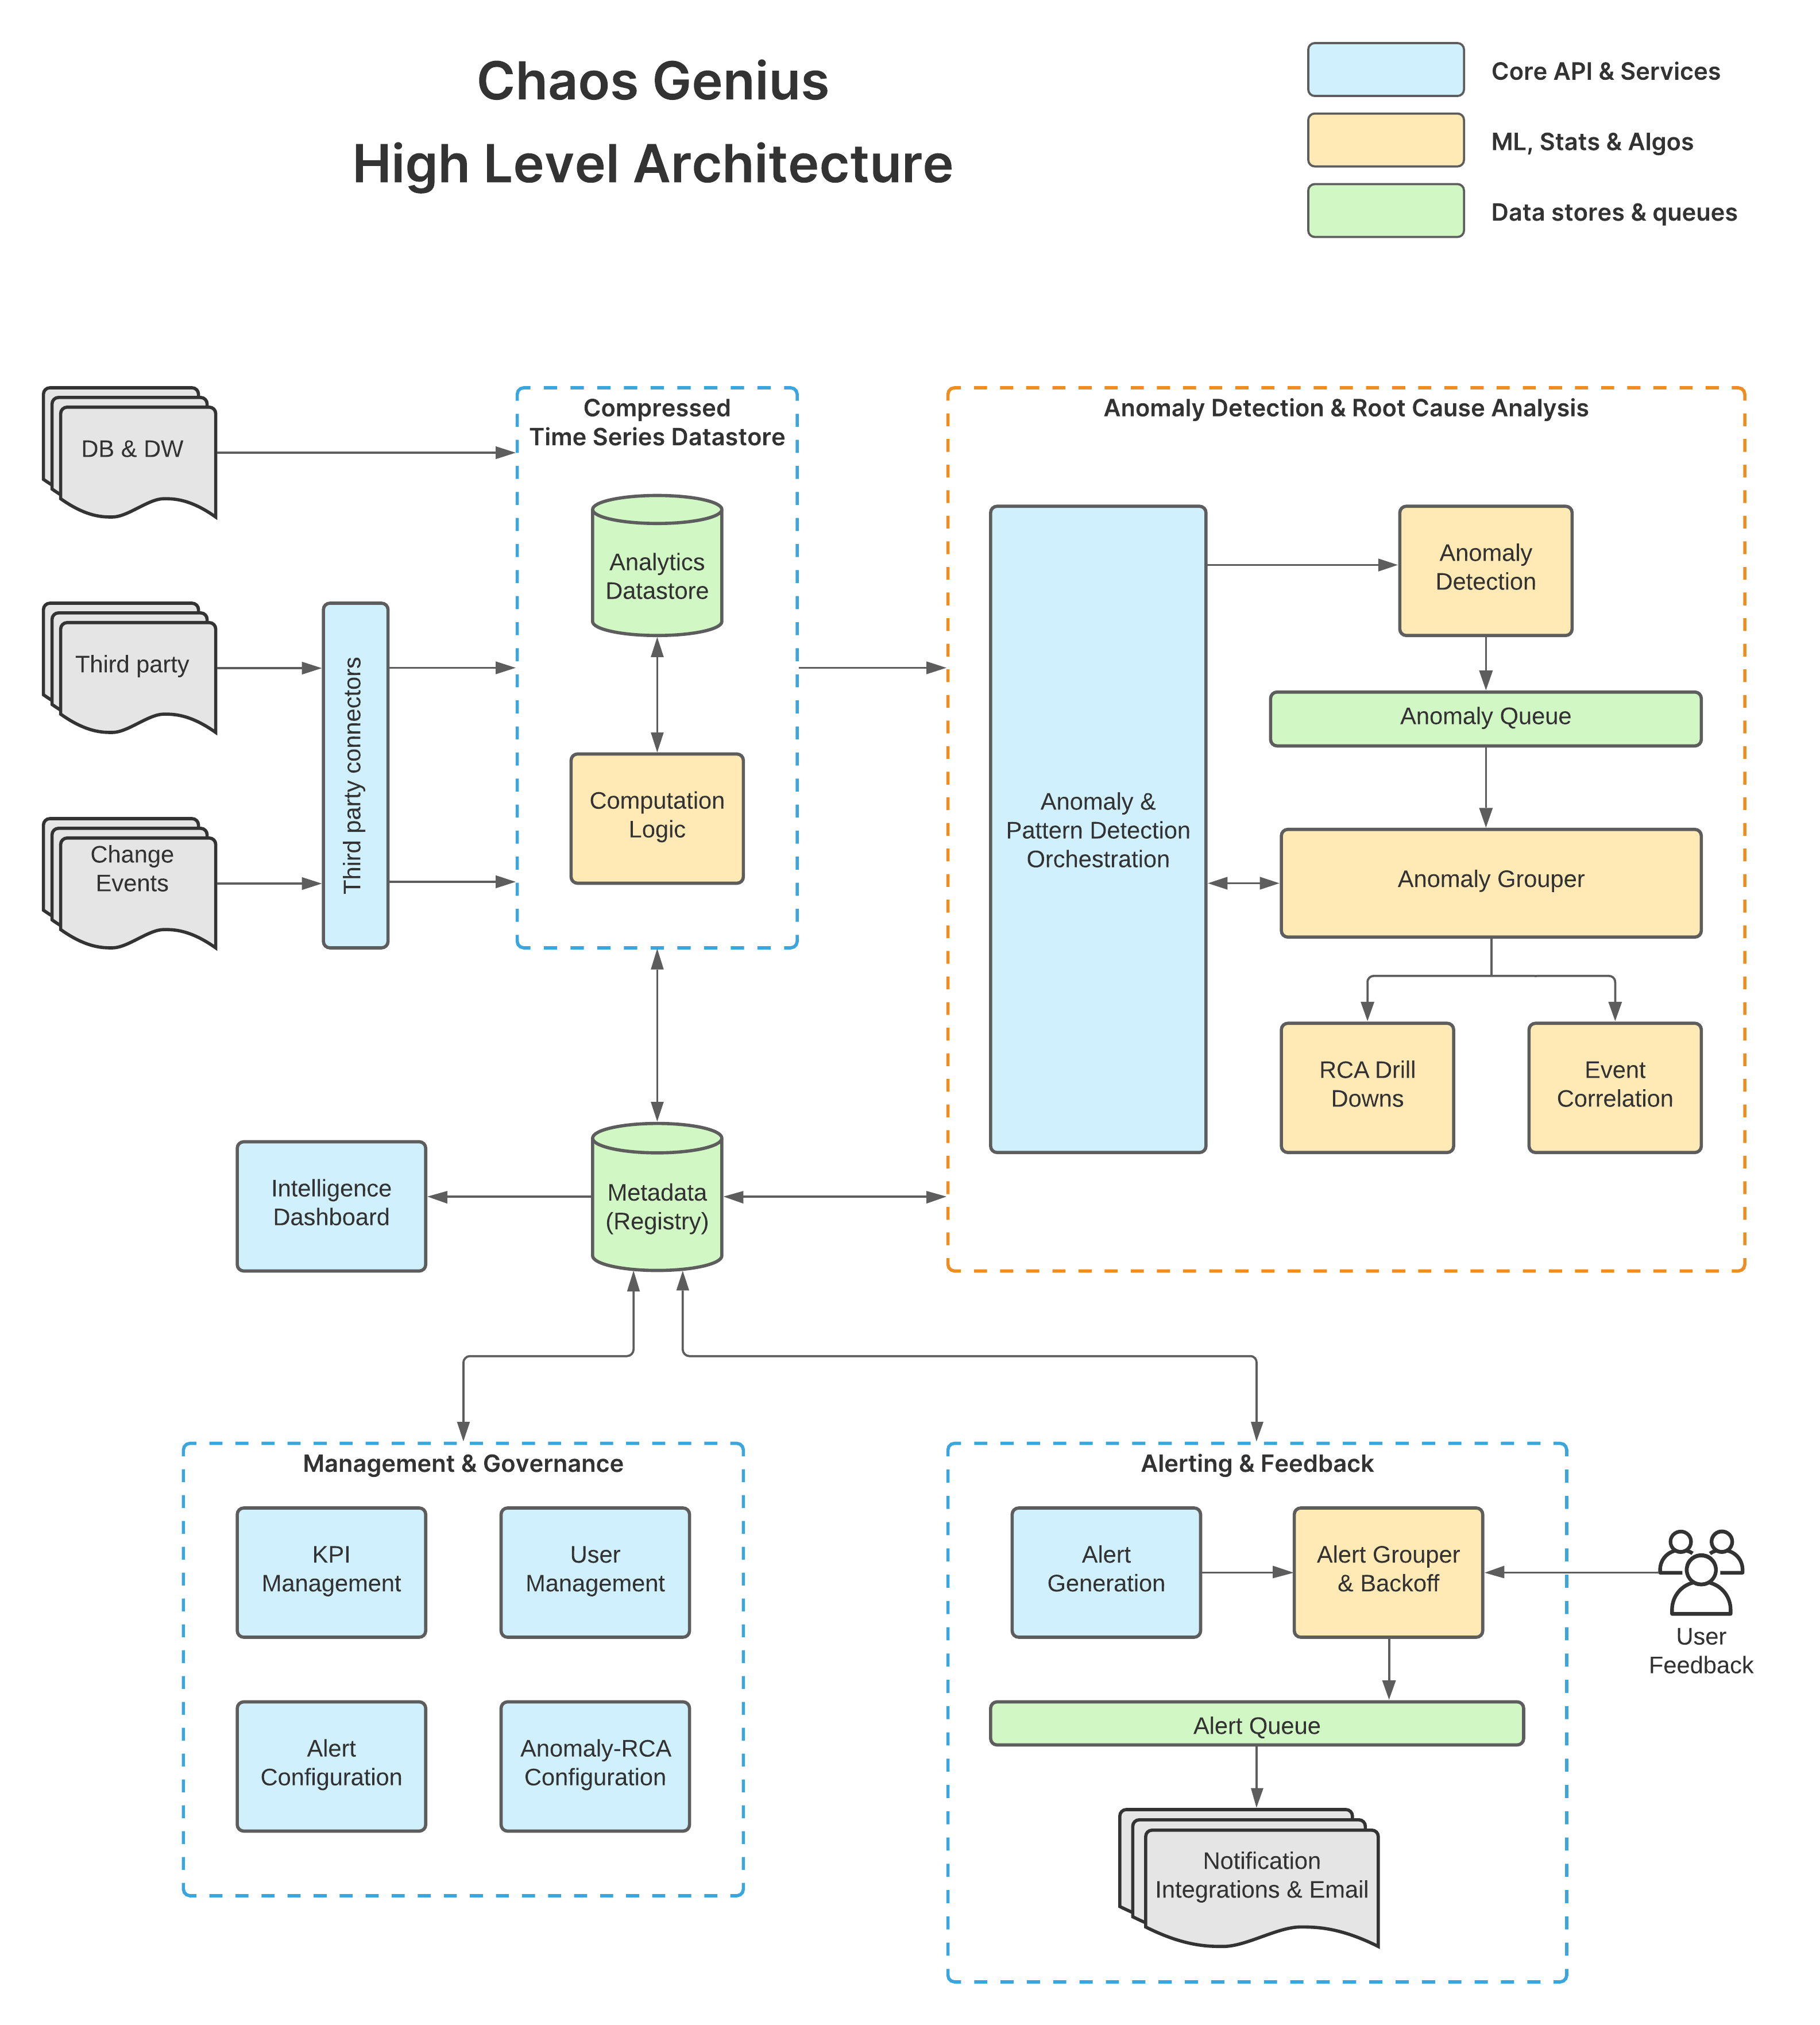 Chaos Genius
High Level Architecture
Core API & Services
ML, Stats & Algos
Data stores & queues
DB & DW
Third party
Change
Events
Third party connectors
Compressed
Time Series Datastore
Analytics
Datastore
Computation
Logic
Anomaly Detection & Root Cause Analysis
Anomaly &
Pattern Detection
Orchestration
Anomaly
Detection
Anomaly Queue
Anomaly Grouper
RCA Drill
Downs
Event
Correlation
Intelligence
Dashboard
Metadata
(Registry)
Management & Governance
KPI
Management
User
Management
Alert
Configuration
Anomaly-RCA
Configuration
Alerting & Feedback
Alert
Generation
Alert Grouper
& Backoff
User
Feedback
Alert Queue
Notification
Integrations & Email